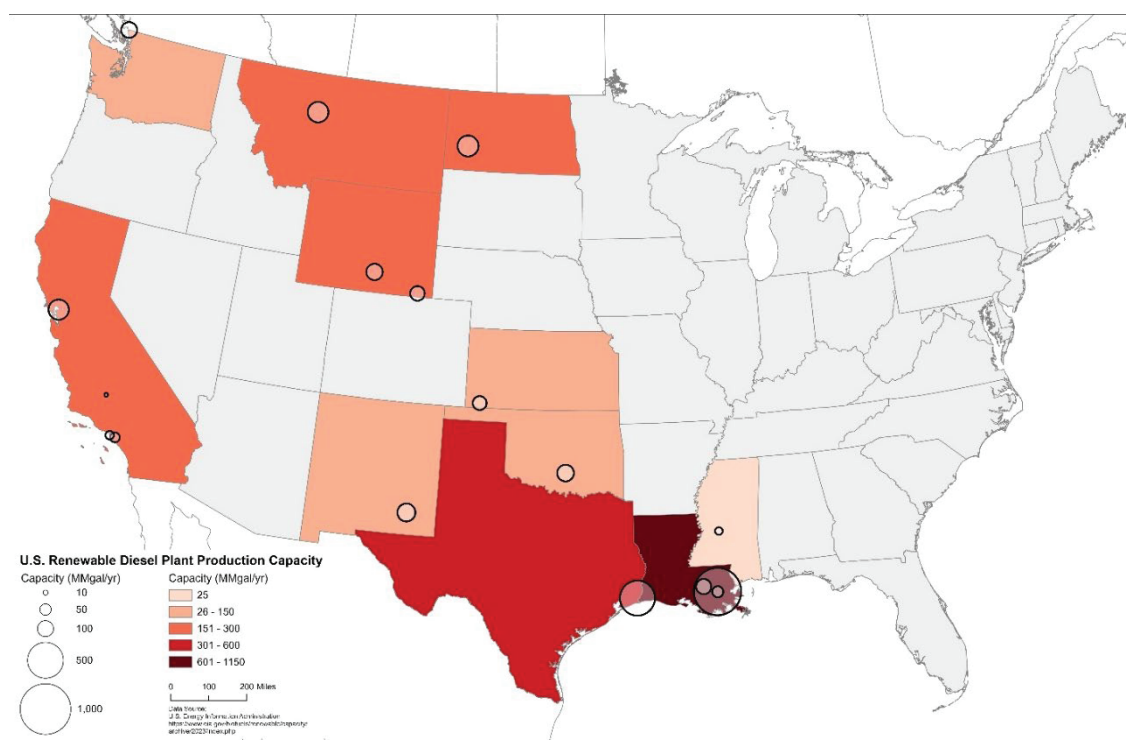 U.S. Renewable Diesel Plant Production Capacity
Capacity (MMgal/yr)
10
50
100
500
1,000
Capacity (MMgal/yr)
25
26 - 150
151 - 300
301 - 600
601 - 1150
0 100 200 Miles
Data Source:
U.S. Energy Information Administration